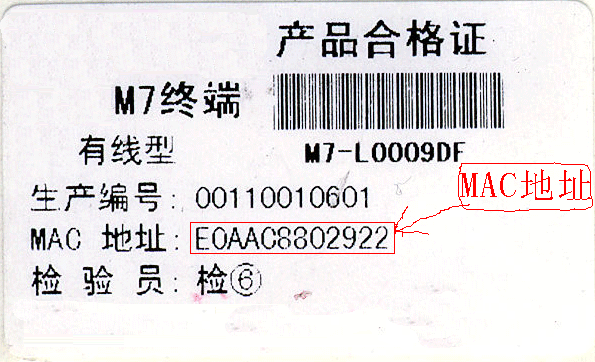 产品合格证
M7终端
有线型
M7-L0009DF
生产编号：00110010601
MAC地址
MAC 地址：E0AAC8802922
检 验 员：检⑥